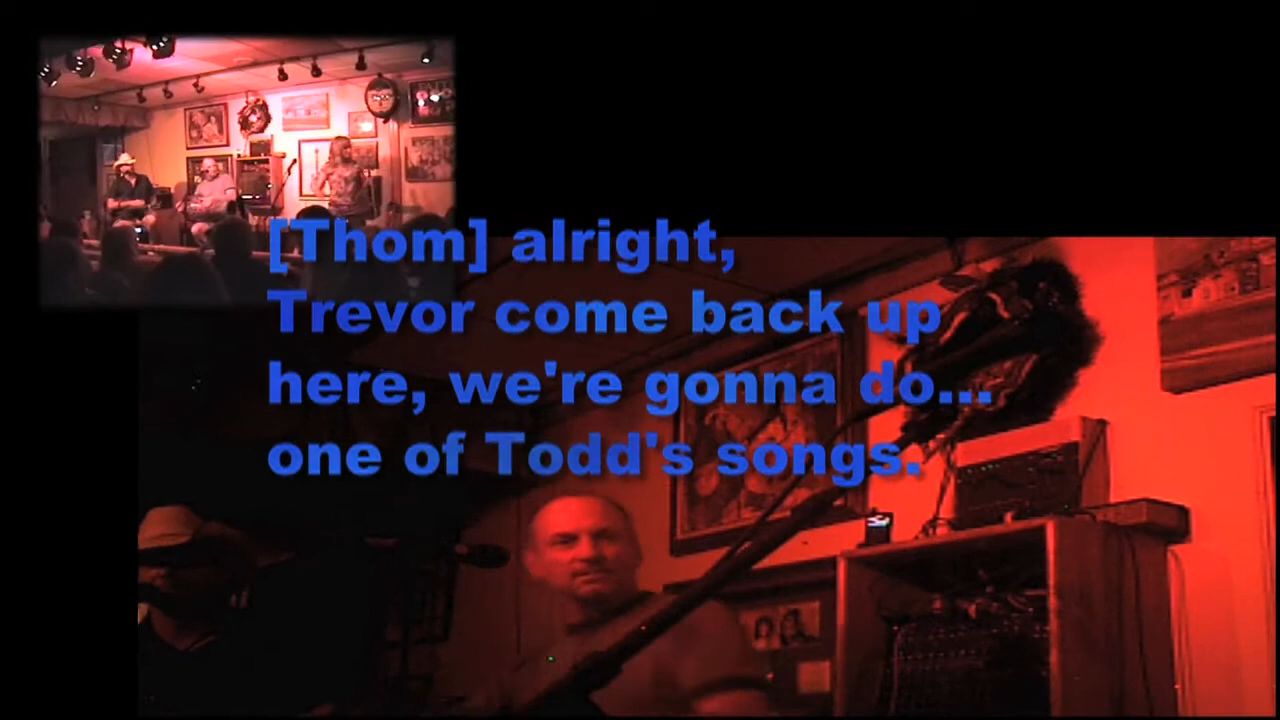 [Thom] alright,
Trevor come back up
here, we're gonna do...
one of Todd's songs.